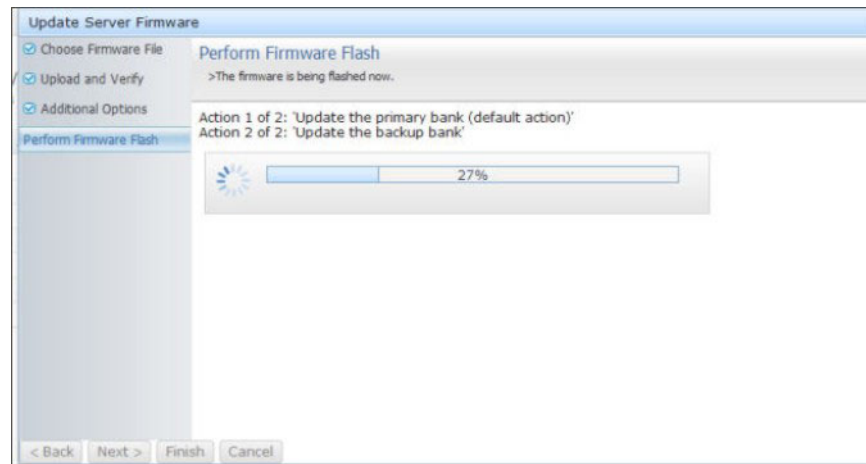 Update Server Firmware
Choose Firmware File
Upload and Verify
Additional Options
Perform Firmware Flash
Perform Firmware Flash
>The firmware is being flashed now.
Action 1 of 2: 'Update the primary bank (default action)'
Action 2 of 2: 'Update the backup bank'
27%
< Back Next > Finish Cancel